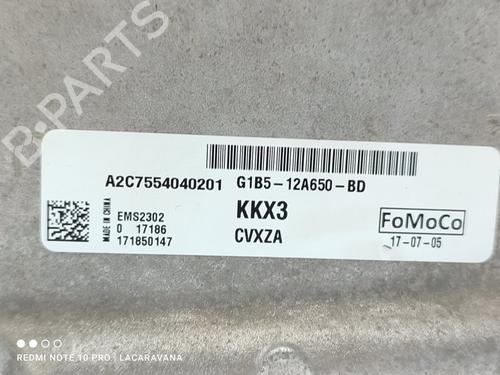 A2C7554040201 G1B5-12A650-BD
MADE IN CHINA
EMS2302
0 17186
171850147
KKX3
CVXZA
FoMoCo
17-07-05
B-PARTS
REDMI NOTE 10 PRO | LACARAVANA